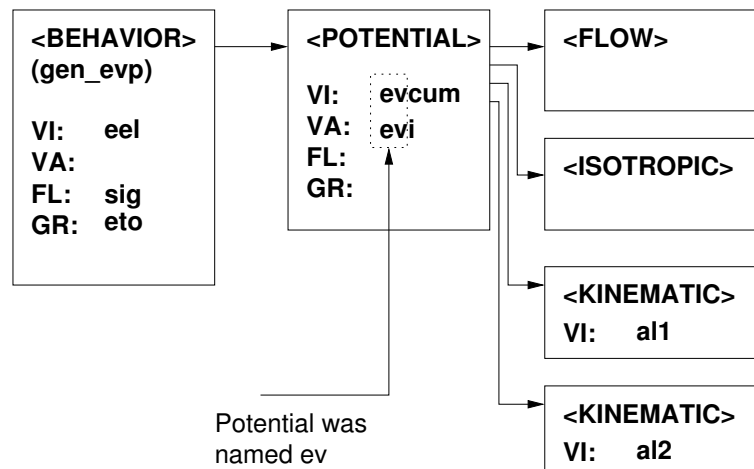 <BEHAVIOR>
(gen_evp)
VI: eel
VA:
FL: sig
GR: eto
<POTENTIAL>
VI: evcum
VA: evi
FL:
GR:
<FLOW>
<ISOTROPIC>
<KINEMATIC>
VI: al1
<KINEMATIC>
VI: al2
Potential was
named ev